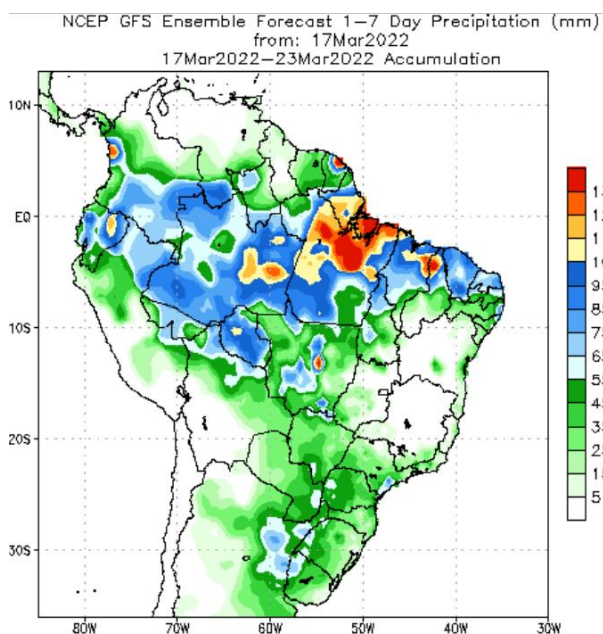 NCEP GFS Ensemble Forecast 1–7 Day Precipitation (mm)
from: 17Mar2022
17Mar2022–23Mar2022 Accumulation
10N
EQ
10S
20S
30S
80W
70W
60W
50W
40W
30W
95
85
75
65
55
45
35
25
15
5